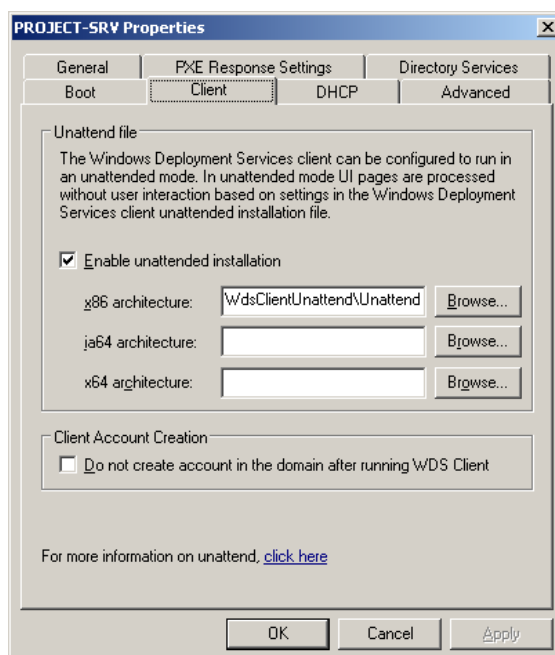 PROJECT-SRV Properties
General
PXE Response Settings
Directory Services
Boot
Client
DHCP
Advanced
Unattend file
The Windows Deployment Services client can be configured to run in
an unattended mode. In unattended mode UI pages are processed
without user interaction based on settings in the Windows Deployment
Services client unattended installation file.
Enable unattended installation
x86 architecture:
WdsClientUnattend\Unattend
Browse...
ia64 architecture:
Browse...
x64 architecture:
Browse...
Client Account Creation
Do not create account in the domain after running WDS Client
For more information on unattend, click here
OK
Cancel
Apply